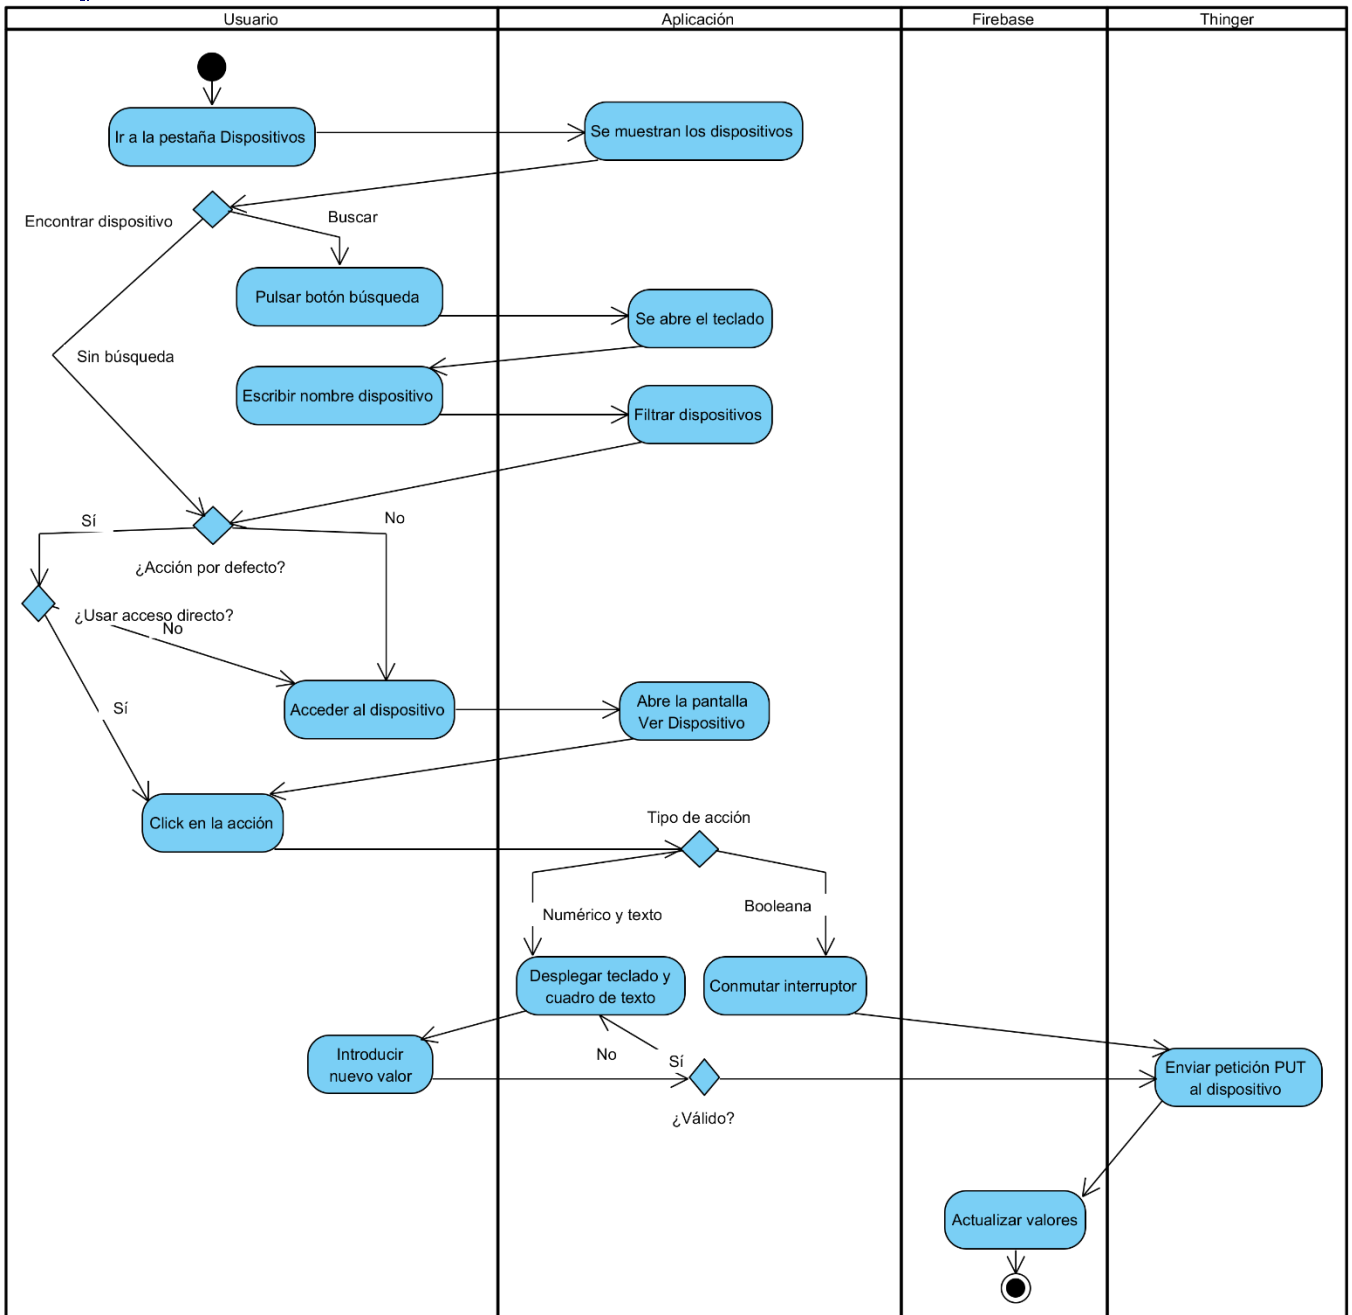 Usuario
Aplicación
Firebase
Thinger
Ir a la pestaña Dispositivos
Se muestran los dispositivos
Encontrar dispositivo
Buscar
Pulsar botón búsqueda
Se abre el teclado
Sin búsqueda
Escribir nombre dispositivo
Filtrar dispositivos
Sí
No
¿Acción por defecto?
¿Usar acceso directo?
No
Sí
Acceder al dispositivo
Abre la pantalla
Ver Dispositivo
Click en la acción
Tipo de acción
Numérico y texto
Booleana
Desplegar teclado y
cuadro de texto
Conmutar interruptor
Introducir
nuevo valor
No
Sí
¿Válido?
Enviar petición PUT
al dispositivo
Actualizar valores